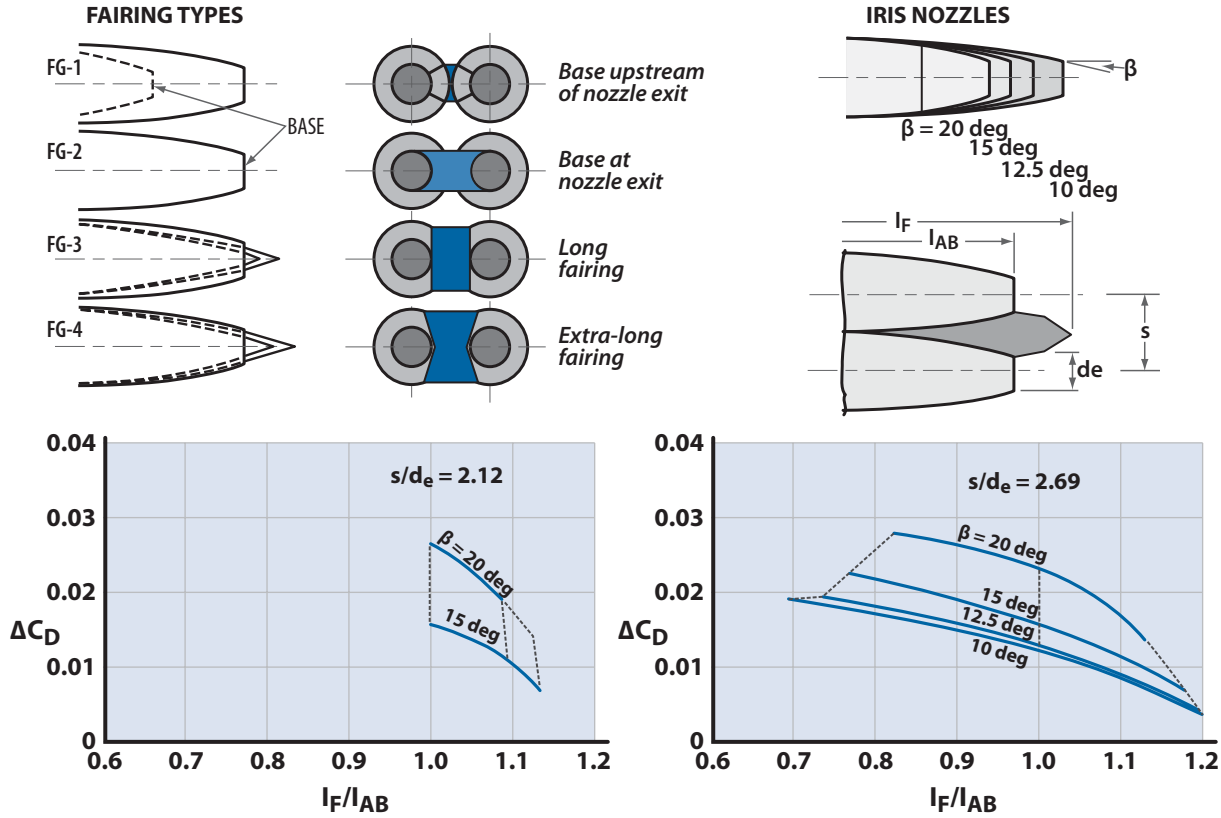 FAIRING TYPES
FG-1
BASE
FG-2
FG-3
FG-4
Base upstream
of nozzle exit
Base at
nozzle exit
Long
fairing
Extra-long
fairing
IRIS NOZZLES
β
β = 20 deg
15 deg
12.5 deg
10 deg
lF
lAB
s
de
0.04
0.03
0.02
0.01
0
ΔCD
s/de = 2.12
β = 20 deg
15 deg
0.6 0.7 0.8 0.9 1.0 1.1 1.2
lF/lAB
0.04
0.03
0.02
0.01
0
ΔCD
s/de = 2.69
β = 20 deg
15 deg
12.5 deg
10 deg
0.6 0.7 0.8 0.9 1.0 1.1 1.2
lF/lAB